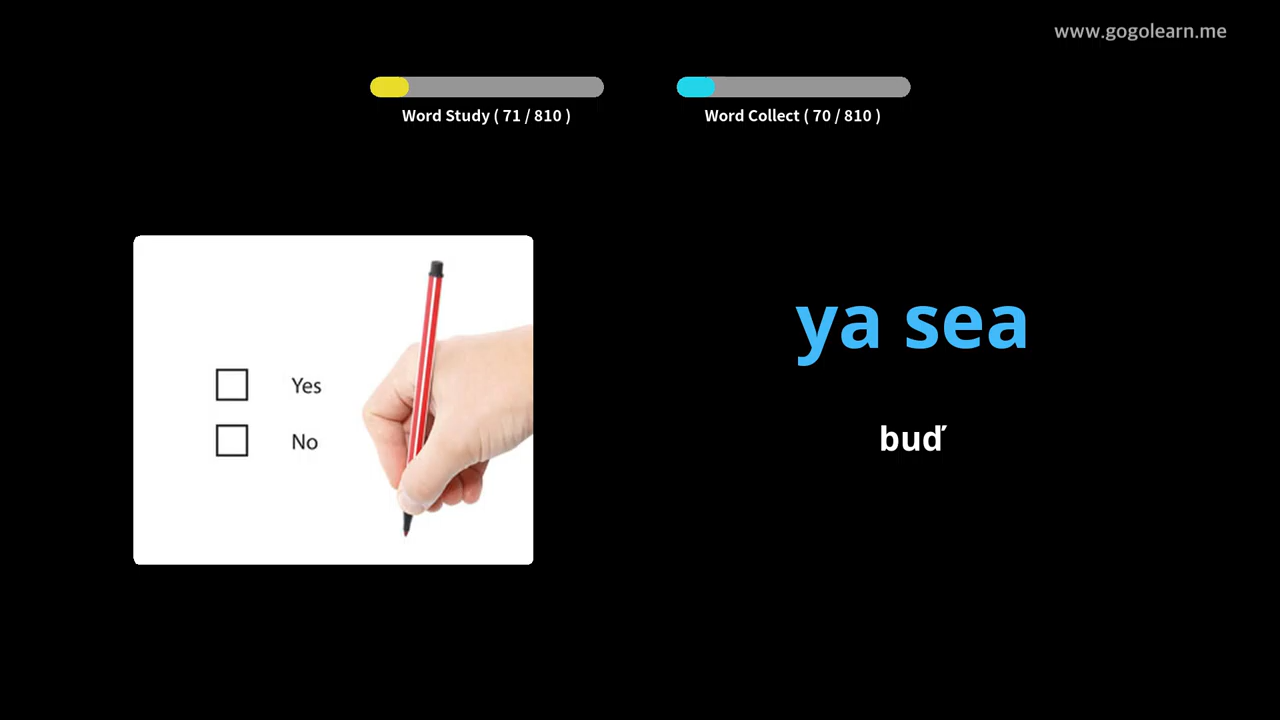 www.gogolearn.me
Word Study ( 71 / 810 )
Word Collect ( 70 / 810 )
Yes
No
ya sea
buď